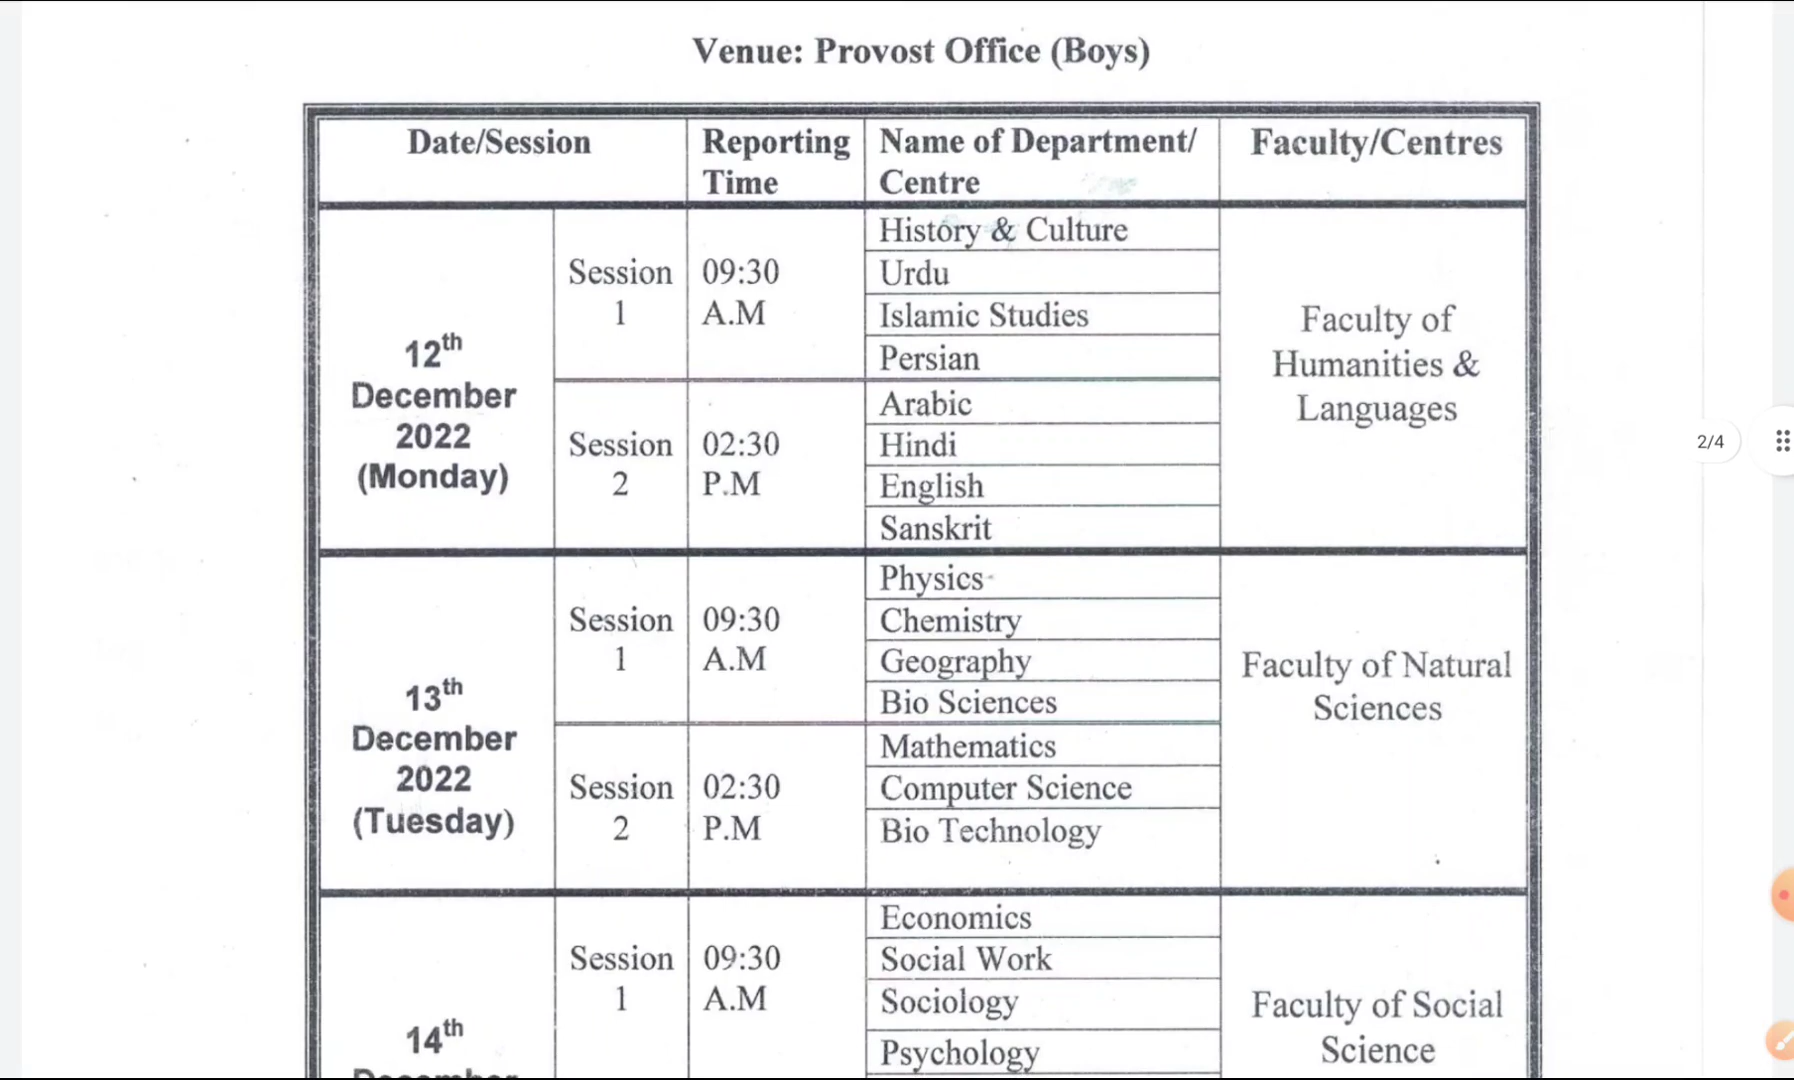 Venue: Provost Office (Boys)
Date/Session
Reporting
Time
Name of Department/
Centre
Faculty/Centres
12th
December
2022
(Monday)
Session
1
09:30
A.M
History & Culture
Urdu
Islamic Studies
Persian
Session
2
02:30
P.M
Arabic
Hindi
English
Sanskrit
Faculty of
Humanities &
Languages
13th
December
2022
(Tuesday)
Session
1
09:30
A.M
Physics
Chemistry
Geography
Bio Sciences
Session
2
02:30
P.M
Mathematics
Computer Science
Bio Technology
Faculty of Natural
Sciences
14th
December
Session
1
09:30
A.M
Economics
Social Work
Sociology
Psychology
Faculty of Social
Science
2/4